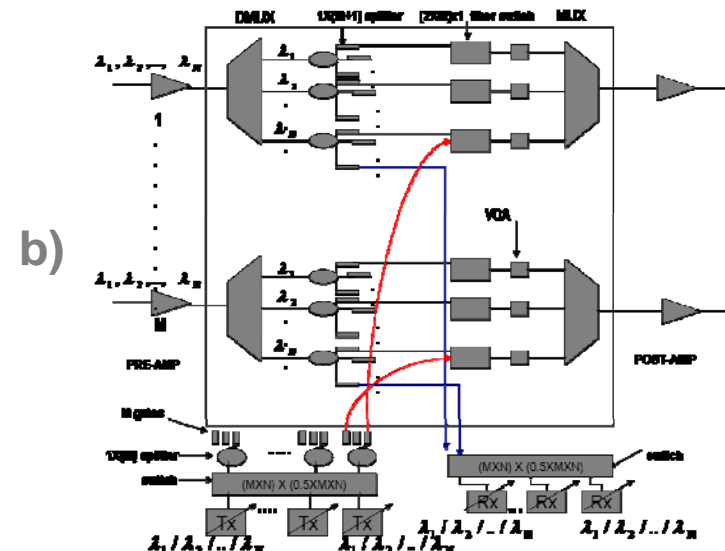 DMUX
1X[M+1] splitter
[2XM]x1 fiber switch
MUX
λ1, λ2, ..., λN
λ1
λ2
λN
1
b)
VOA
λ1, λ2, ..., λN
λ1
λ2
λN
M
PRE-AMP
POST-AMP
M gates
1X[M] splitter
switch
(MXN) X (0.5XMXN)
switch
(MXN) X (0.5XMXN)
Tx
Tx
Tx
Rx
Rx
Rx
λ1 / λ2 / .. / λN
λ1 / λ2 / .. / λN
λ1 / λ2 / .. / λN
λ1 / λ2 / .. / λN